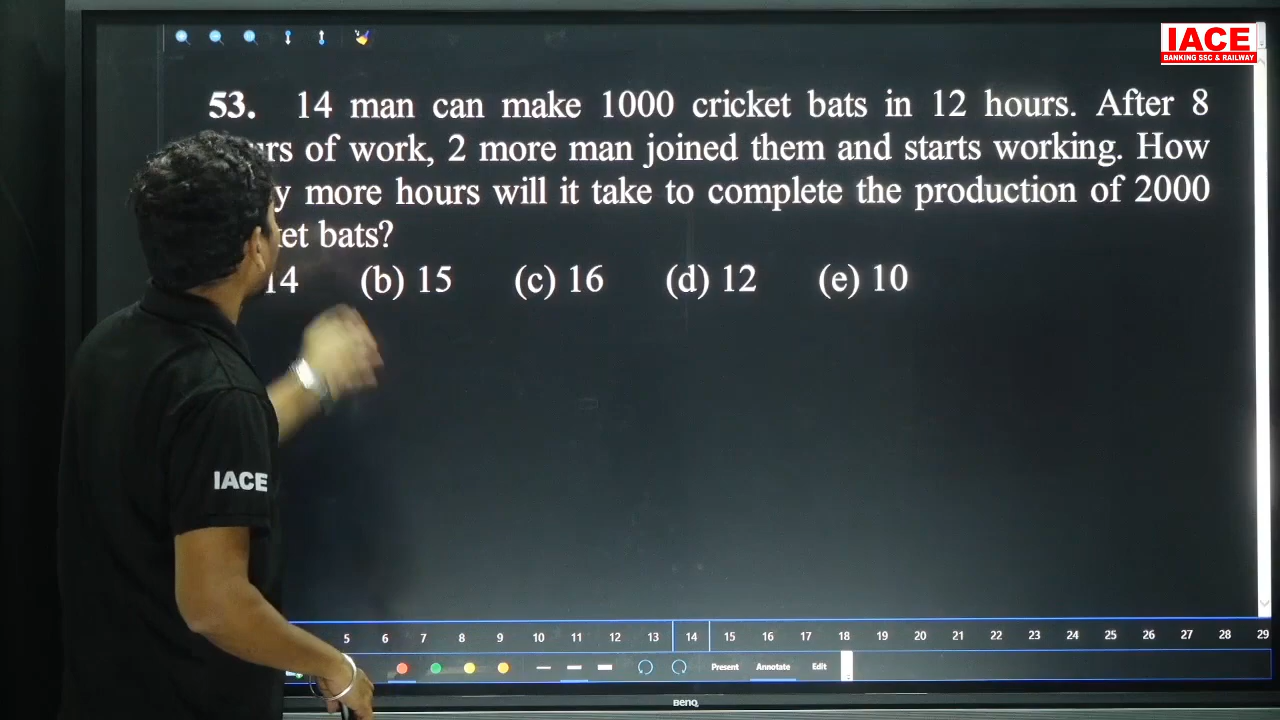 IACE
BANKING SSC & RAILWAY
53. 14 man can make 1000 cricket bats in 12 hours. After 8
of work, 2 more man joined them and starts working. How
more hours will it take to complete the production of 2000
bats?
14 (b) 15 (c) 16 (d) 12 (e) 10
IACE
5 6 7 8 9 10 11 12 13 14 15 16 17 18 19 20 21 22 23 24 25 26 27 28 29
Present Annotate Edit
BenQ